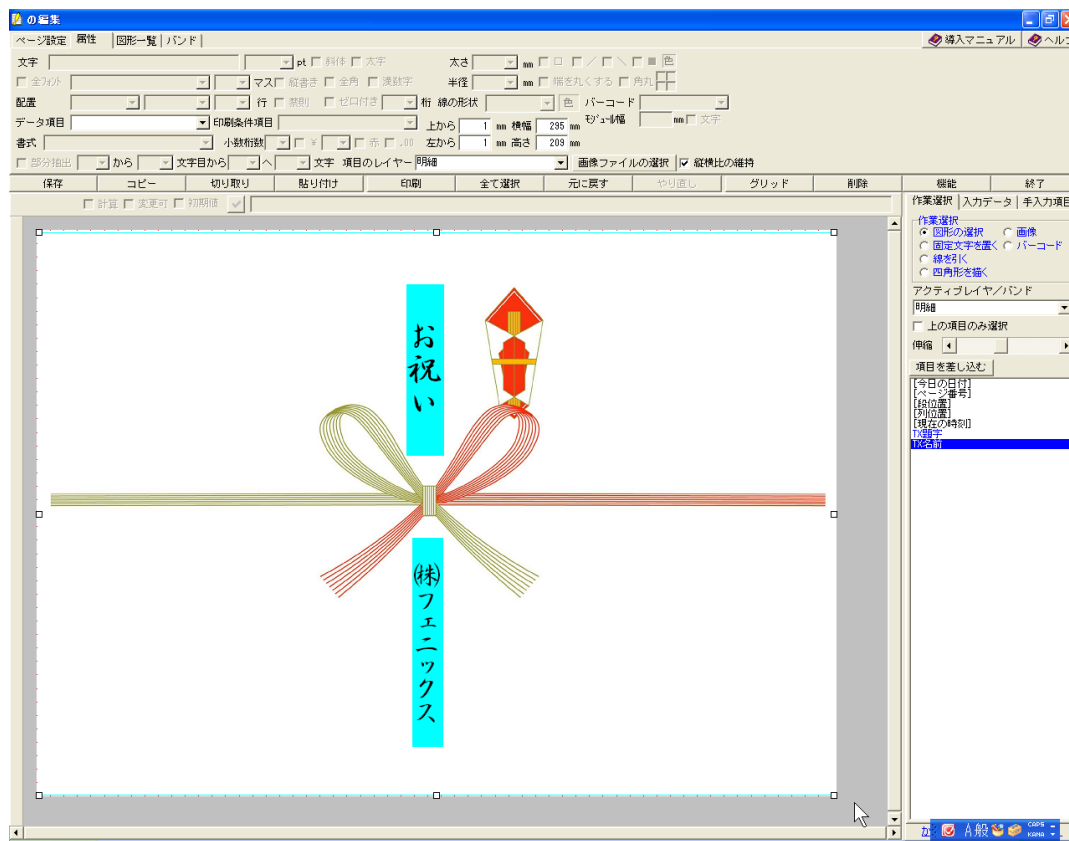 の編集
ページ設定 属性 図形一覧 バンド 導入マニュアル
文字 pt 斜体 太字 太さ mm ロ / \ ■ 色
全フォント マス 縦書き 全角 漢数字 半径 mm 端を丸くする 角丸
配置 行 禁則 ゼロ付き 桁 線の形状 色 バーコード
データ項目 印刷条件項目 上から 1 mm 横幅 295 mm ﾓｼﾞｭｰﾙ幅 mm 文字
書式 小数桁数 ¥ 赤 .00 左から 1 mm 高さ 209 mm
部分抽出 から 文字目から へ 文字 項目のレイヤー 明細 画像ファイルの選択 縦横比の維持
保存 コピー 切り取り 貼り付け 印刷 全て選択 元に戻す やり直し グリッド 削除 機能 終了
計算 変更可 初期値
作業選択 入力データ 手入力項目
作業選択
図形の選択 画像
固定文字を置く バーコード
線を引く
四角形を描く
アクティブレイヤ/バンド
明細
上の項目のみ選択
伸縮
項目を差し込む
[今日の日付]
[ページ番号]
[段位置]
[列位置]
[現在の時刻]
TX題字
TX名前
お祝い
㈱フェニックス
A 般 CAPS
KANA